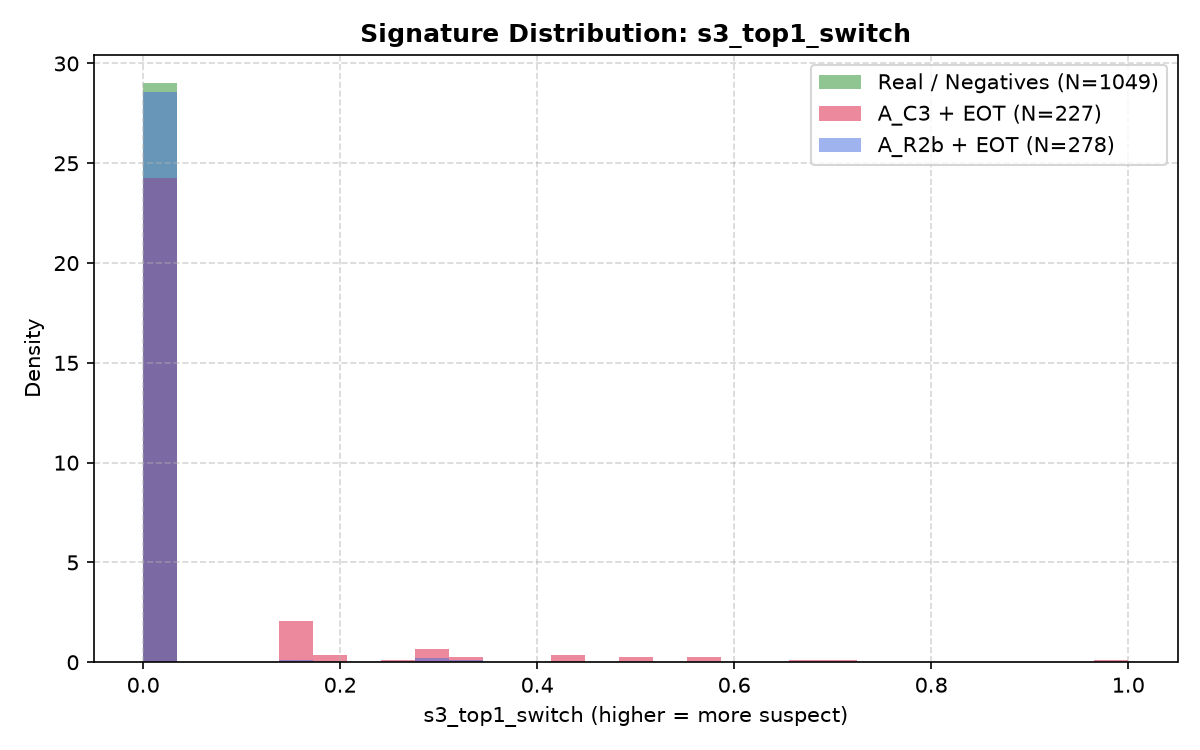 Signature Distribution: s3_top1_switch
Real / Negatives (N=1049)
A_C3 + EOT (N=227)
A_R2b + EOT (N=278)
Density
30
25
20
15
10
5
0
0.0 0.2 0.4 0.6 0.8 1.0
s3_top1_switch (higher = more suspect)